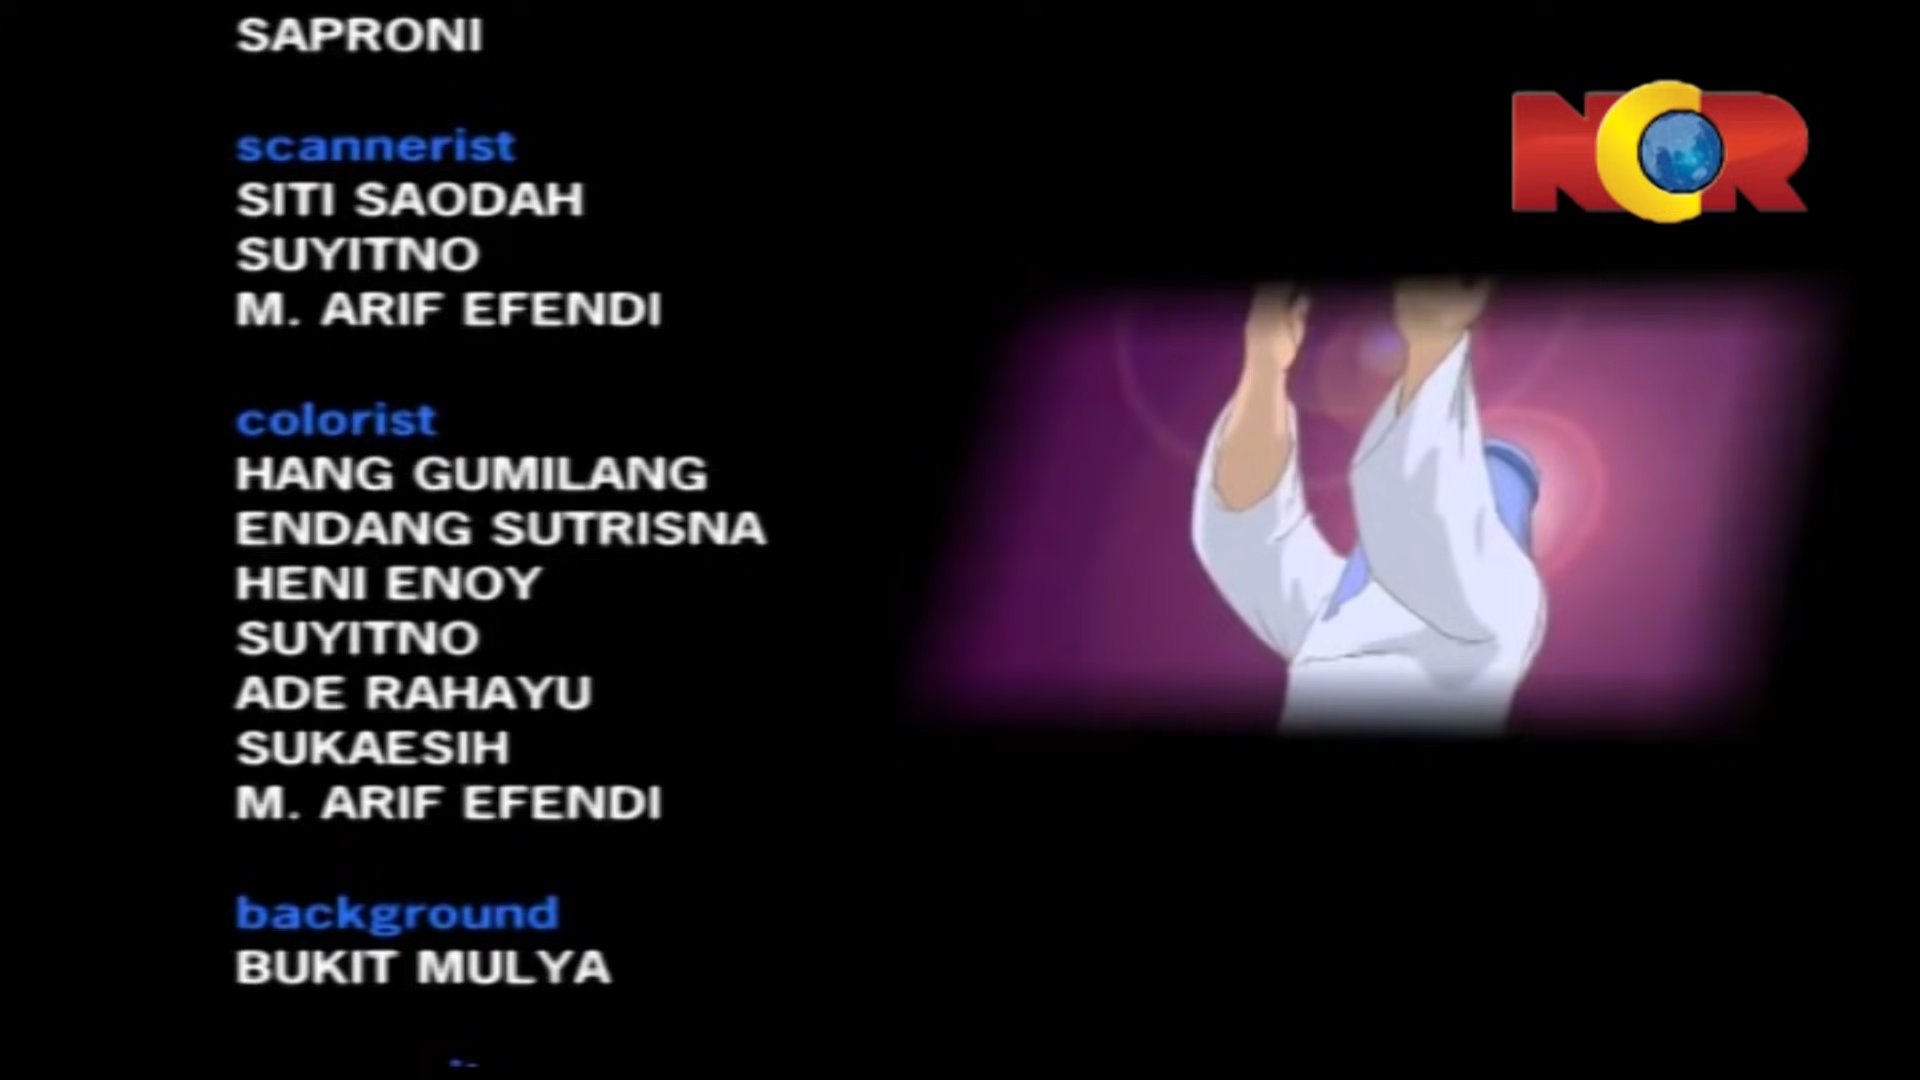 SAPRONI
scannerist
SITI SAODAH
SUYITNO
M. ARIF EFENDI
colorist
HANG GUMILANG
ENDANG SUTRISNA
HENI ENOY
SUYITNO
ADE RAHAYU
SUKAESIH
M. ARIF EFENDI
background
BUKIT MULYA
NCR